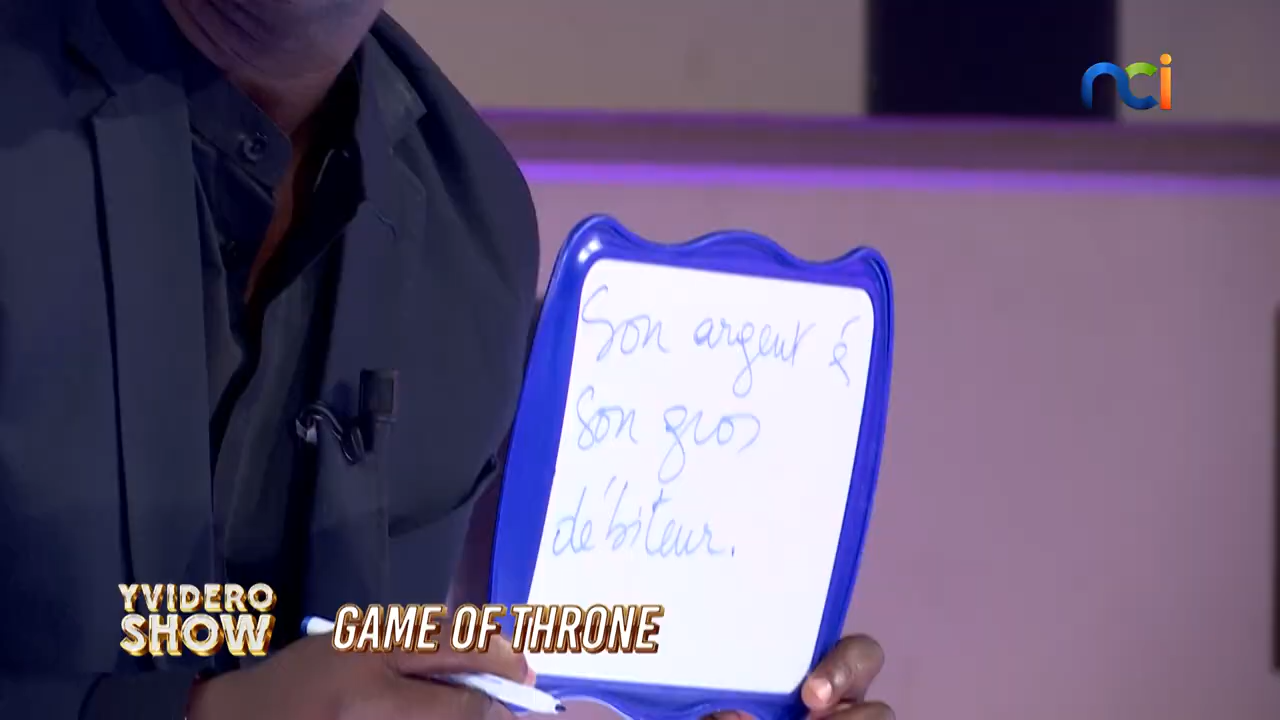 nci
Son argent é
Son gros
débiteur.
YVIDERO
SHOW
GAME OF THRONE